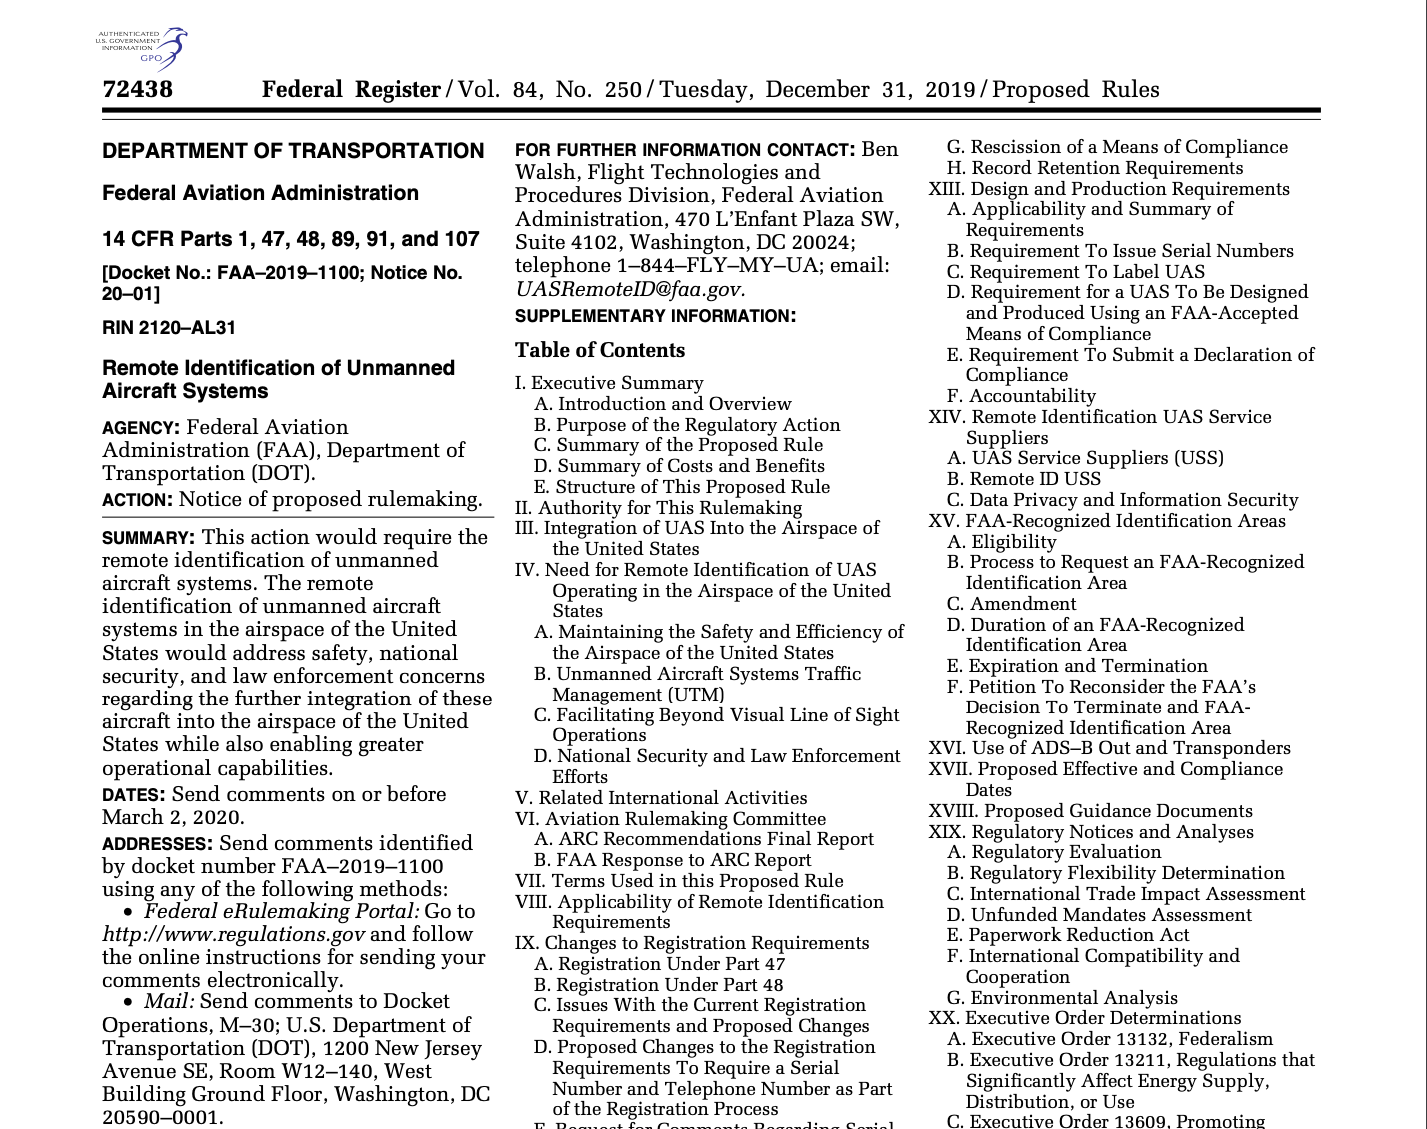 AUTHENTICATED
U.S. GOVERNMENT
INFORMATION
GPO
72438 Federal Register / Vol. 84, No. 250 / Tuesday, December 31, 2019 / Proposed Rules
DEPARTMENT OF TRANSPORTATION
Federal Aviation Administration
14 CFR Parts 1, 47, 48, 89, 91, and 107
[Docket No.: FAA–2019–1100; Notice No.
20–01]
RIN 2120–AL31
Remote Identification of Unmanned
Aircraft Systems
AGENCY: Federal Aviation
Administration (FAA), Department of
Transportation (DOT).
ACTION: Notice of proposed rulemaking.
SUMMARY: This action would require the
remote identification of unmanned
aircraft systems. The remote
identification of unmanned aircraft
systems in the airspace of the United
States would address safety, national
security, and law enforcement concerns
regarding the further integration of these
aircraft into the airspace of the United
States while also enabling greater
operational capabilities.
DATES: Send comments on or before
March 2, 2020.
ADDRESSES: Send comments identified
by docket number FAA–2019–1100
using any of the following methods:
• Federal eRulemaking Portal: Go to
http://www.regulations.gov and follow
the online instructions for sending your
comments electronically.
• Mail: Send comments to Docket
Operations, M–30; U.S. Department of
Transportation (DOT), 1200 New Jersey
Avenue SE, Room W12–140, West
Building Ground Floor, Washington, DC
20590–0001.
FOR FURTHER INFORMATION CONTACT: Ben
Walsh, Flight Technologies and
Procedures Division, Federal Aviation
Administration, 470 L’Enfant Plaza SW,
Suite 4102, Washington, DC 20024;
telephone 1–844–FLY–MY–UA; email:
UASRemoteID@faa.gov.
SUPPLEMENTARY INFORMATION:
Table of Contents
I. Executive Summary
A. Introduction and Overview
B. Purpose of the Regulatory Action
C. Summary of the Proposed Rule
D. Summary of Costs and Benefits
E. Structure of This Proposed Rule
II. Authority for This Rulemaking
III. Integration of UAS Into the Airspace of
the United States
IV. Need for Remote Identification of UAS
Operating in the Airspace of the United
States
A. Maintaining the Safety and Efficiency of
the Airspace of the United States
B. Unmanned Aircraft Systems Traffic
Management (UTM)
C. Facilitating Beyond Visual Line of Sight
Operations
D. National Security and Law Enforcement
Efforts
V. Related International Activities
VI. Aviation Rulemaking Committee
A. ARC Recommendations Final Report
B. FAA Response to ARC Report
VII. Terms Used in this Proposed Rule
VIII. Applicability of Remote Identification
Requirements
IX. Changes to Registration Requirements
A. Registration Under Part 47
B. Registration Under Part 48
C. Issues With the Current Registration
Requirements and Proposed Changes
D. Proposed Changes to the Registration
Requirements To Require a Serial
Number and Telephone Number as Part
of the Registration Process
E. Request for Comments Regarding Serial
G. Rescission of a Means of Compliance
H. Record Retention Requirements
XIII. Design and Production Requirements
A. Applicability and Summary of
Requirements
B. Requirement To Issue Serial Numbers
C. Requirement To Label UAS
D. Requirement for a UAS To Be Designed
and Produced Using an FAA-Accepted
Means of Compliance
E. Requirement To Submit a Declaration of
Compliance
F. Accountability
XIV. Remote Identification UAS Service
Suppliers
A. UAS Service Suppliers (USS)
B. Remote ID USS
C. Data Privacy and Information Security
XV. FAA-Recognized Identification Areas
A. Eligibility
B. Process to Request an FAA-Recognized
Identification Area
C. Amendment
D. Duration of an FAA-Recognized
Identification Area
E. Expiration and Termination
F. Petition To Reconsider the FAA’s
Decision To Terminate and FAA-
Recognized Identification Area
XVI. Use of ADS–B Out and Transponders
XVII. Proposed Effective and Compliance
Dates
XVIII. Proposed Guidance Documents
XIX. Regulatory Notices and Analyses
A. Regulatory Evaluation
B. Regulatory Flexibility Determination
C. International Trade Impact Assessment
D. Unfunded Mandates Assessment
E. Paperwork Reduction Act
F. International Compatibility and
Cooperation
G. Environmental Analysis
XX. Executive Order Determinations
A. Executive Order 13132, Federalism
B. Executive Order 13211, Regulations that
Significantly Affect Energy Supply,
Distribution, or Use
C. Executive Order 13609, Promoting